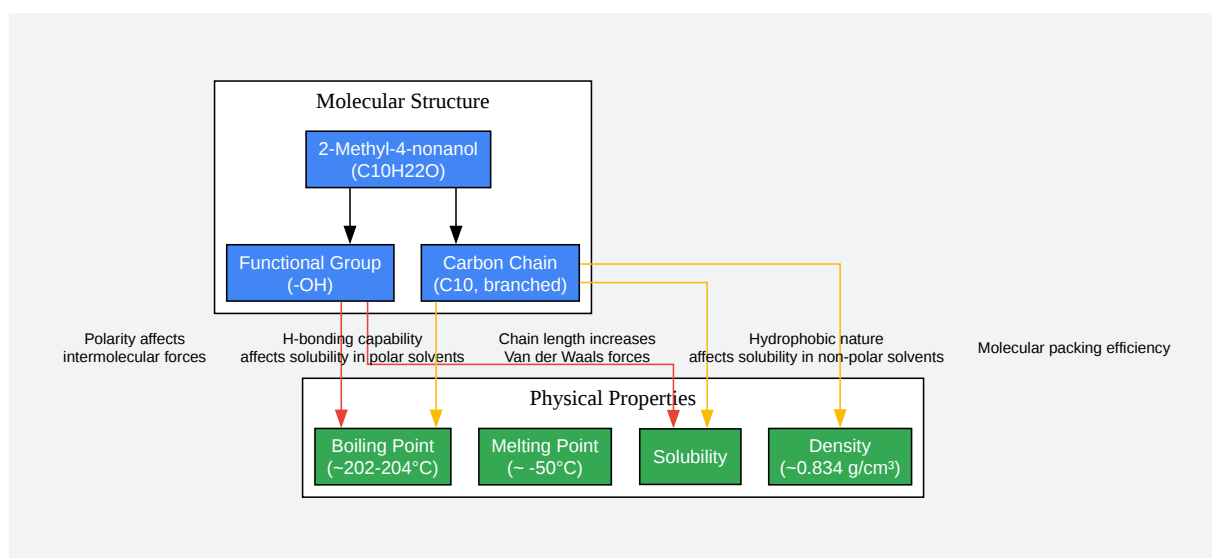 Molecular Structure
2-Methyl-4-nonanol
(C10H22O)
Functional Group
(-OH)
Carbon Chain
(C10, branched)
Polarity affects
intermolecular forces
H-bonding capability
affects solubility in polar solvents
Chain length increases
Van der Waals forces
Hydrophobic nature
affects solubility in non-polar solvents
Molecular packing efficiency
Physical Properties
Boiling Point
(~202-204°C)
Melting Point
(~ -50°C)
Solubility
Density
(~0.834 g/cm³)